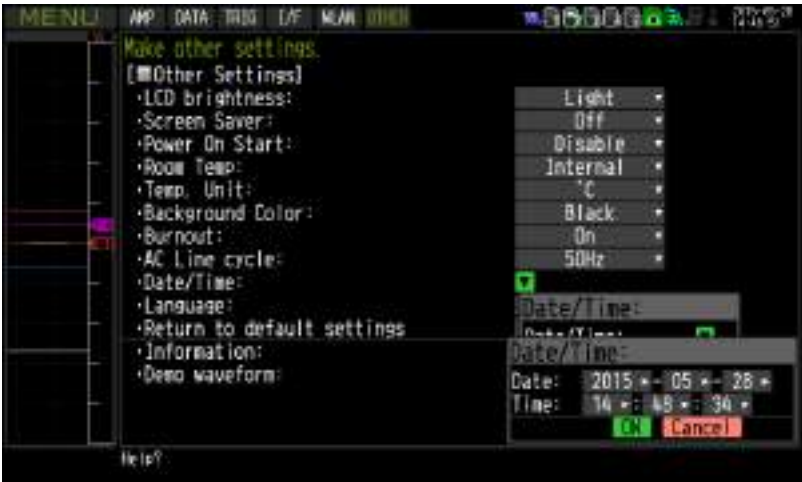 MENU AMP DATA TRIG I/F WLAN OTHER
Make other settings.
[■Other Settings]
・LCD brightness: Light
・Screen Saver: Off
・Power On Start: Disable
・Room Temp: Internal
・Temp. Unit: °C
・Background Color: Black
・Burnout: On
・AC Line cycle: 50Hz
・Date/Time:
・Language:
Date/Time:
・Return to default settings
Date/Time:
・Information:
Date/Time:
・Demo waveform:
Date: 2015 - 05 - 28
Time: 14 : 48 : 34
OK Cancel
Help?